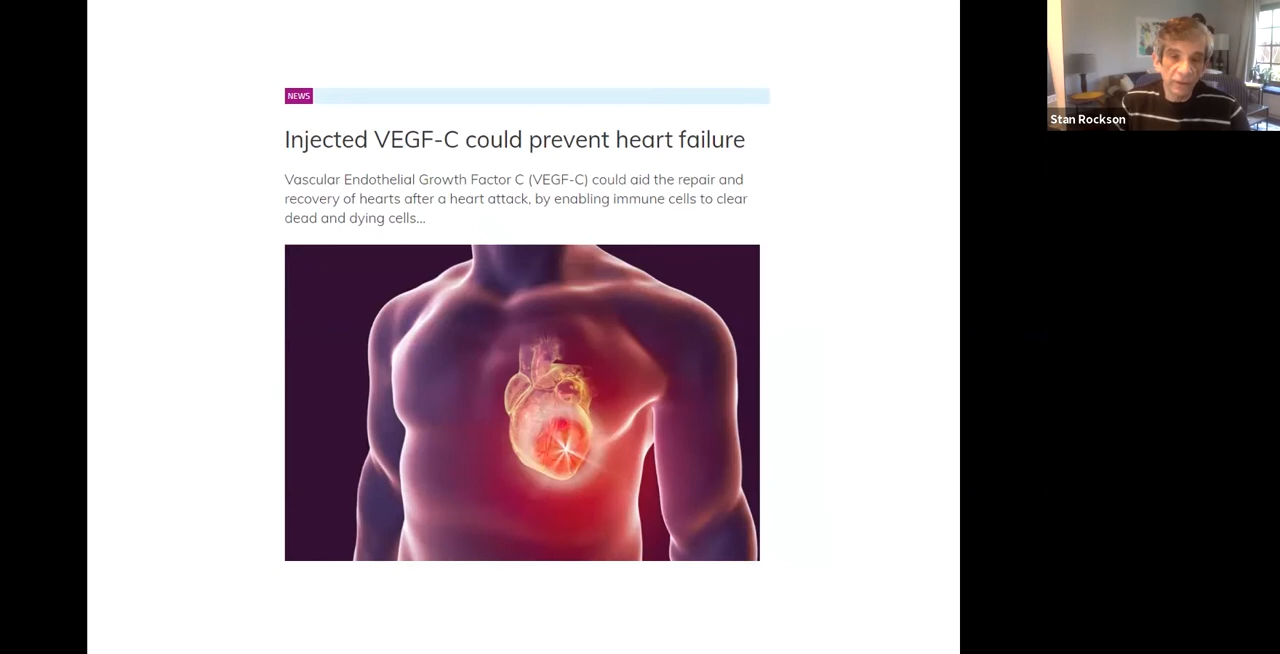 NEWS
Injected VEGF-C could prevent heart failure
Vascular Endothelial Growth Factor C (VEGF-C) could aid the repair and
recovery of hearts after a heart attack, by enabling immune cells to clear
dead and dying cells...
Stan Rockson